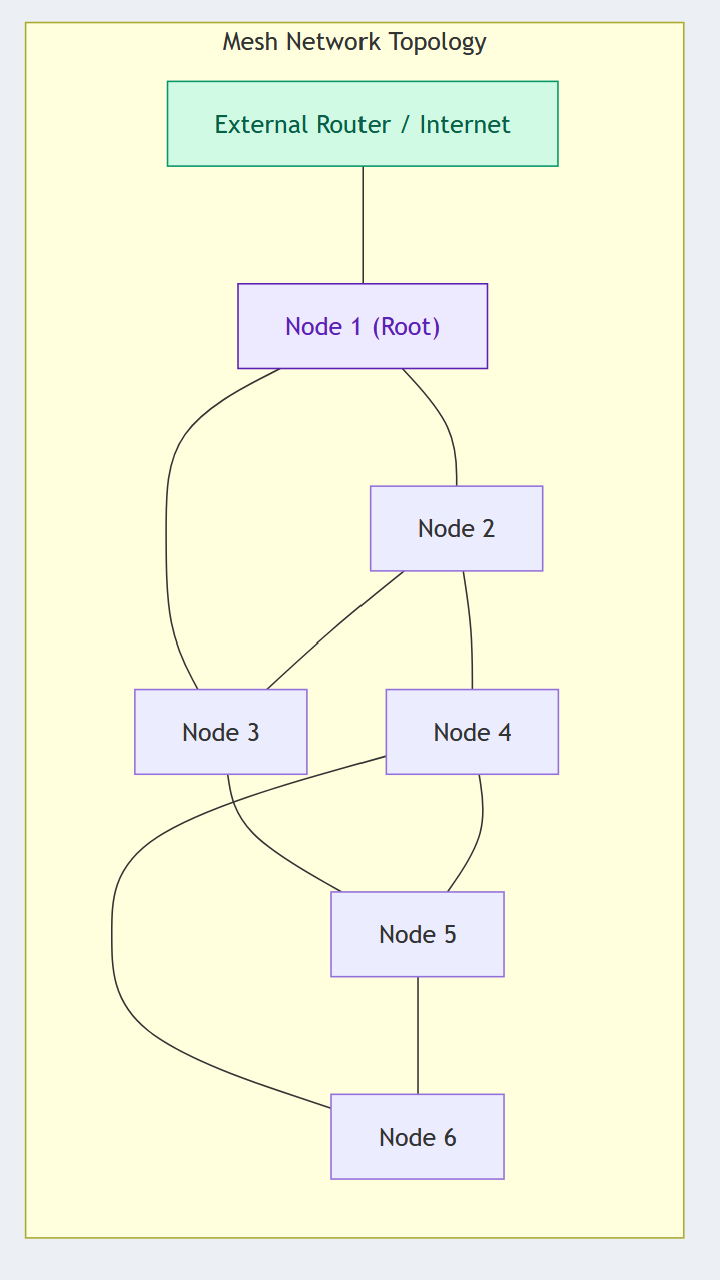 Mesh Network Topology
External Router / Internet
Node 1 (Root)
Node 2
Node 3
Node 4
Node 5
Node 6